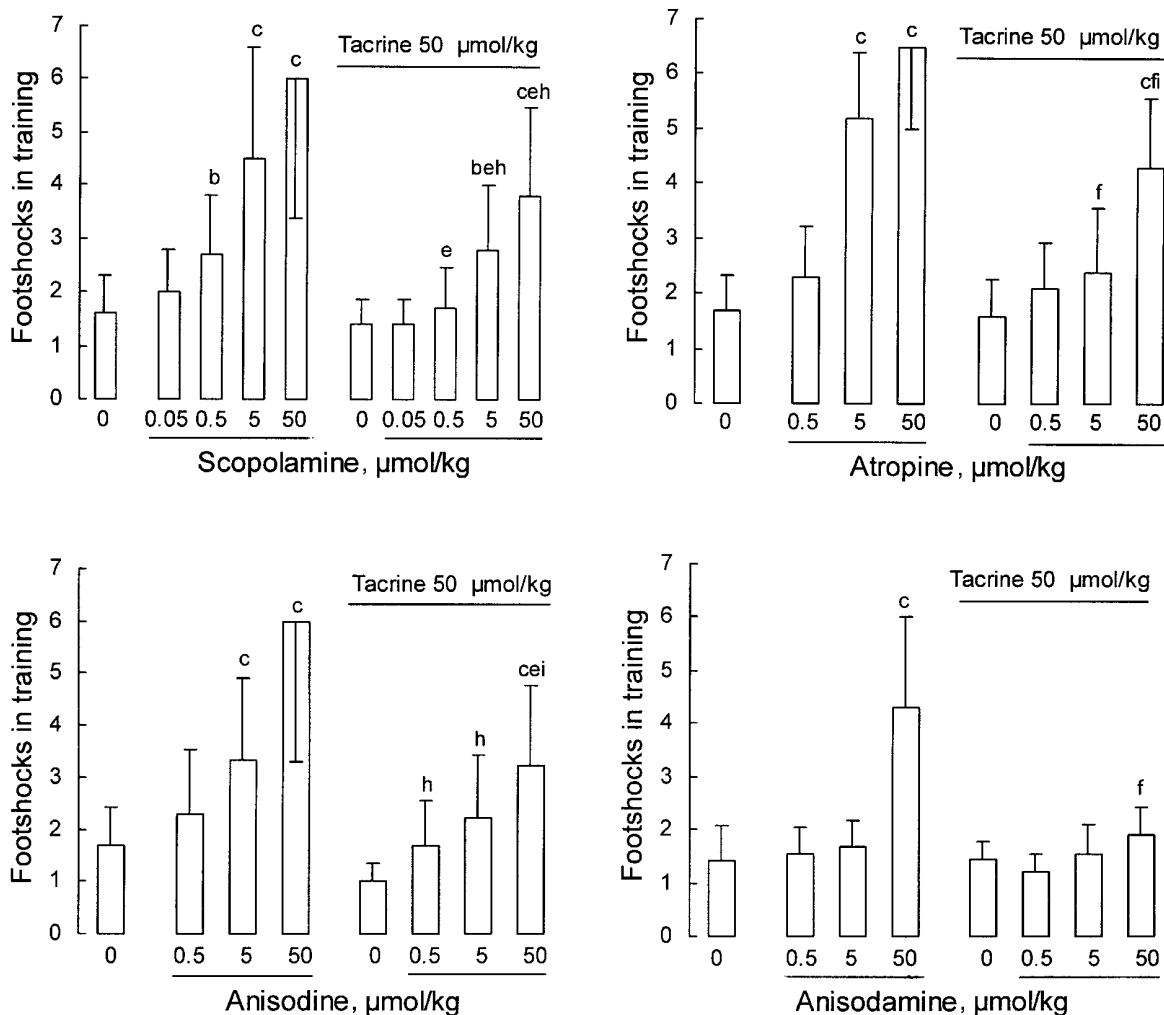 Footshocks in training
7
6
5
4
3
2
1
0
Tacrine 50 µmol/kg
b
c
c
e
beh
ceh
0
0.05
0.5
5
50
0
0.05
0.5
5
50
Scopolamine, µmol/kg
Footshocks in training
7
6
5
4
3
2
1
0
Tacrine 50 µmol/kg
c
c
f
cfi
0
0.5
5
50
0
0.5
5
50
Atropine, µmol/kg
Footshocks in training
7
6
5
4
3
2
1
0
Tacrine 50 µmol/kg
c
c
h
h
cei
0
0.5
5
50
0
0.5
5
50
Anisodine, µmol/kg
Footshocks in training
7
6
5
4
3
2
1
0
Tacrine 50 µmol/kg
c
f
0
0.5
5
50
0
0.5
5
50
Anisodamine, µmol/kg